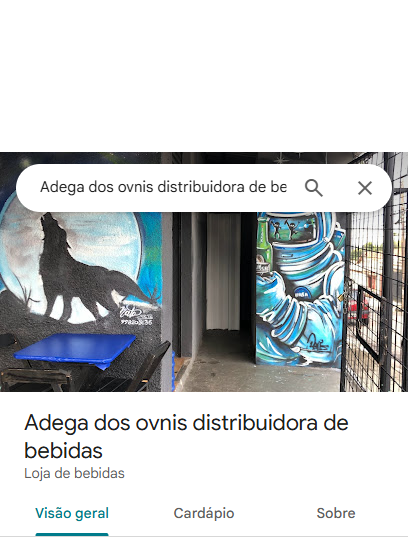 Adega dos ovnis distribuidora de be
Adega dos ovnis distribuidora de
bebidas
Loja de bebidas
Visão geral
Cardápio
Sobre